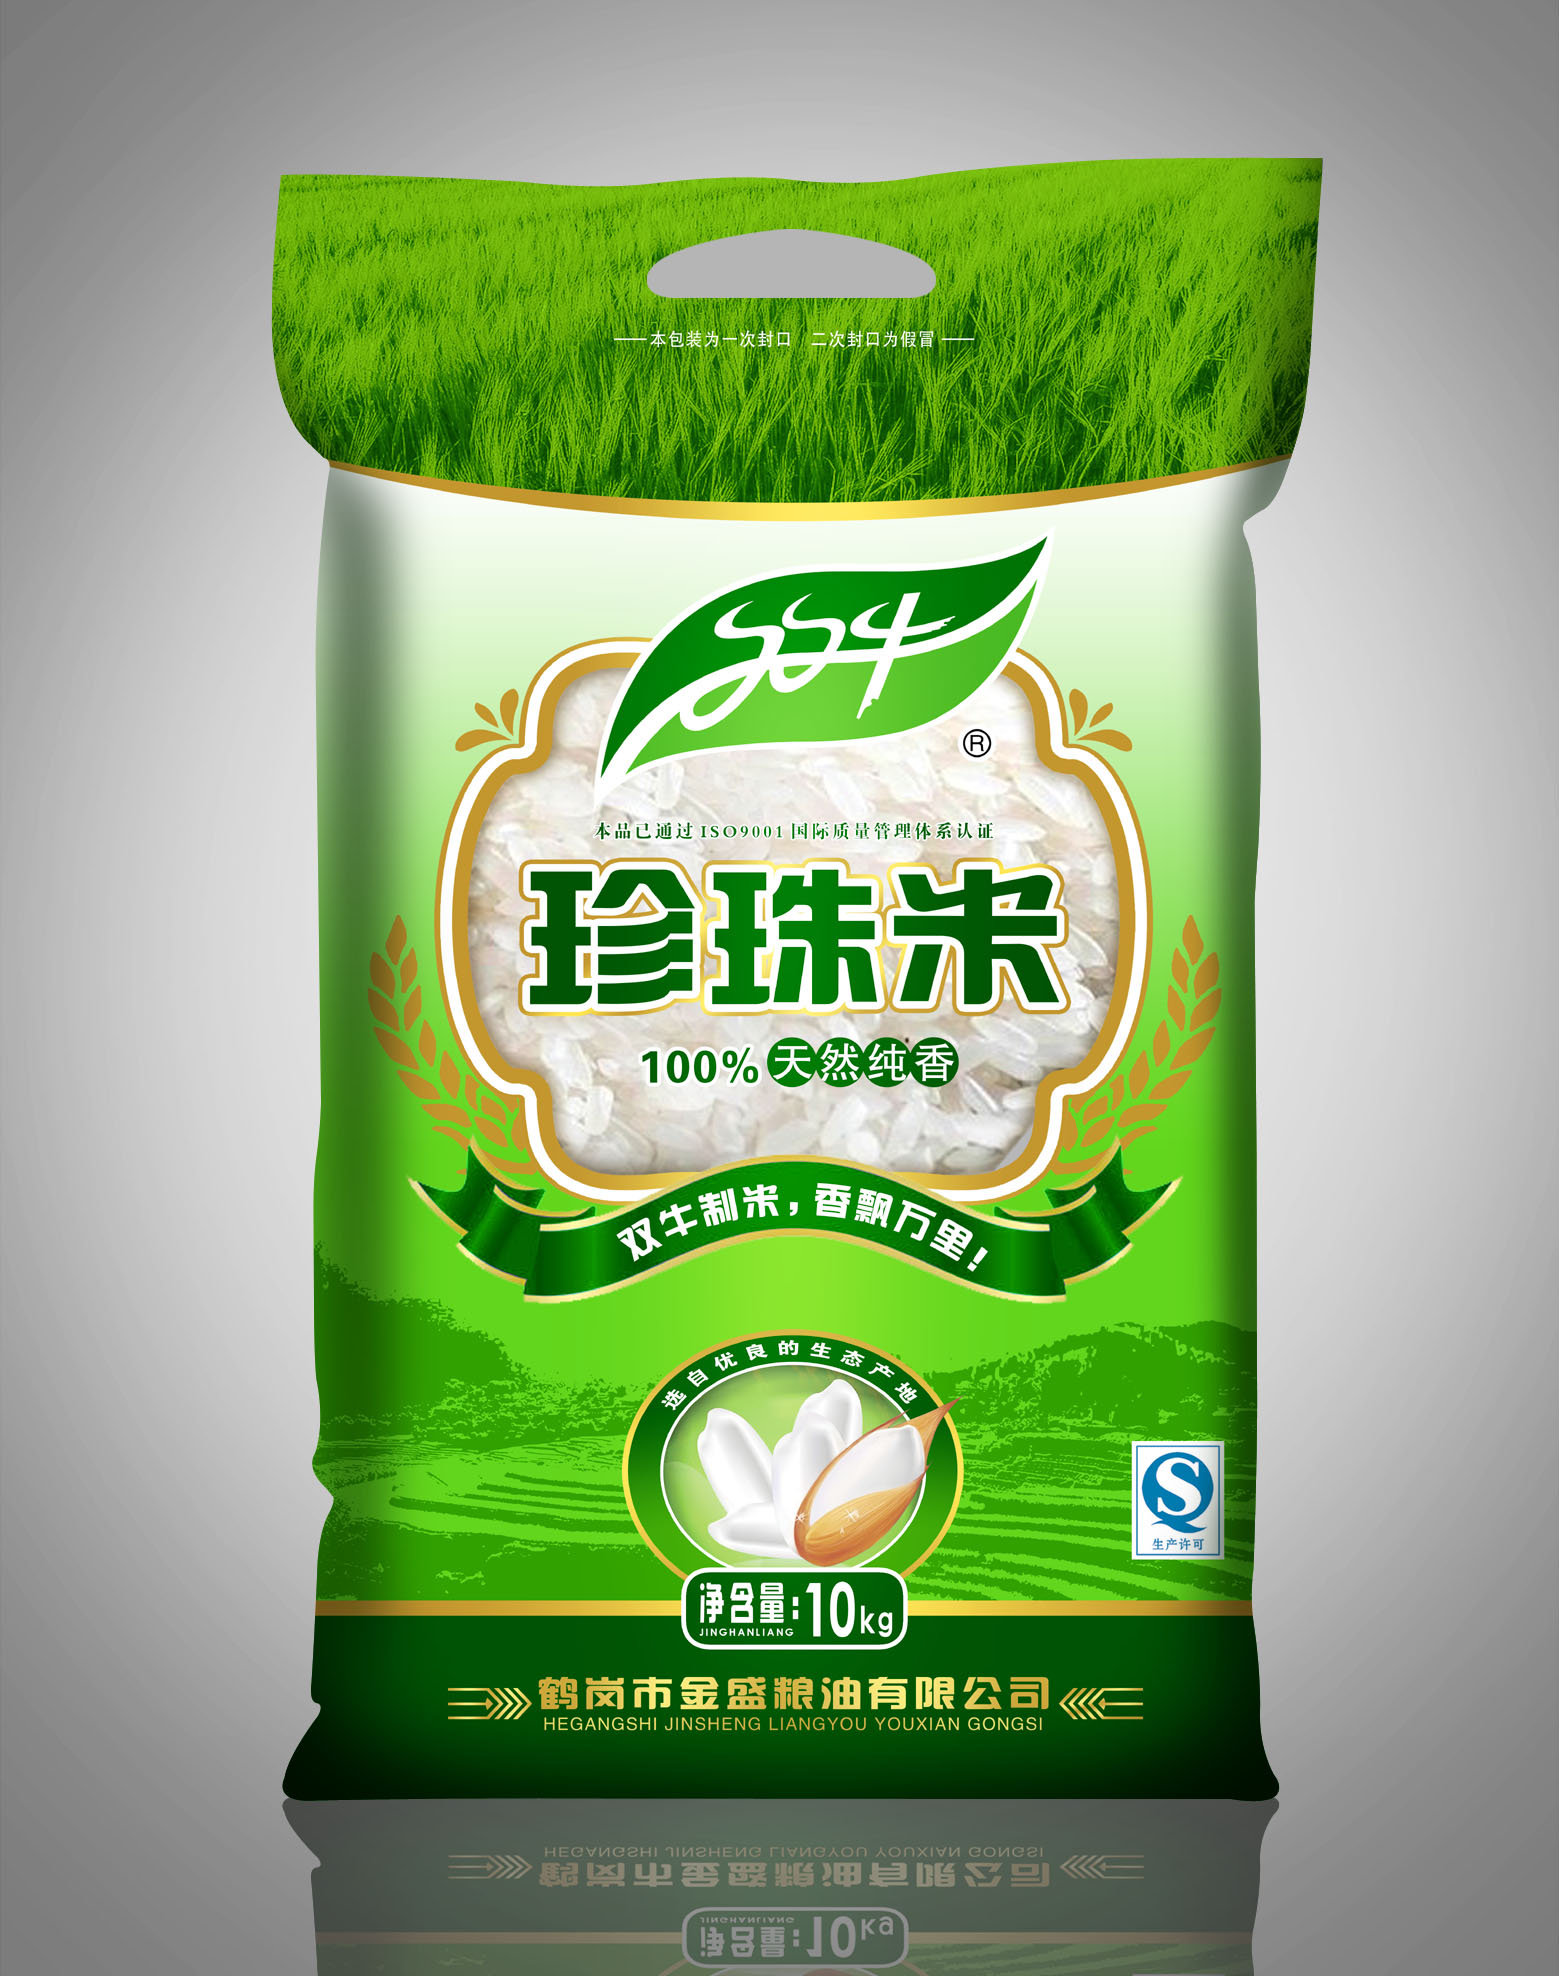 本包装为一次封口 二次封口为假冒
双牛
®
本品已通过ISO9001国际质量管理体系认证
珍珠米
100%天然纯香
双牛制米，香飘万里！
选自优良的生态产地
生产许可
净含量:10kg
JINGHANLIANG
鹤岗市金盛粮油有限公司
HEGANGSHI JINSHENG LIANGYOU YOUXIAN GONGSI